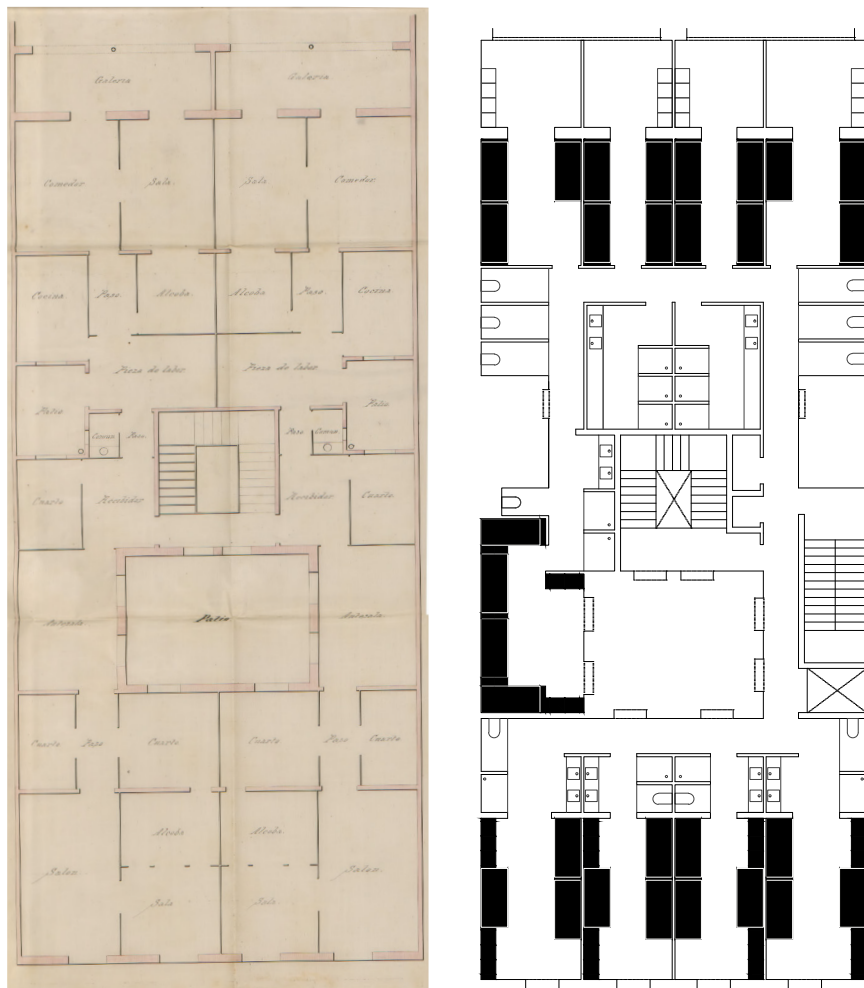 Galeria
Galeria
Comedor
Sala
Sala
Comedor
Cocina
Paso
Alcoba
Alcoba
Paso
Cocina
Pieza de labor
Pieza de labor
Patio
Patio
Comun
Paso
Paso
Comun
Cuarto
Recibidor
Recibidor
Cuarto
Antesala
Patio
Antesala
Cuarto
Paso
Cuarto
Cuarto
Paso
Cuarto
Alcoba
Alcoba
Salon
Salon
Sala
Sala